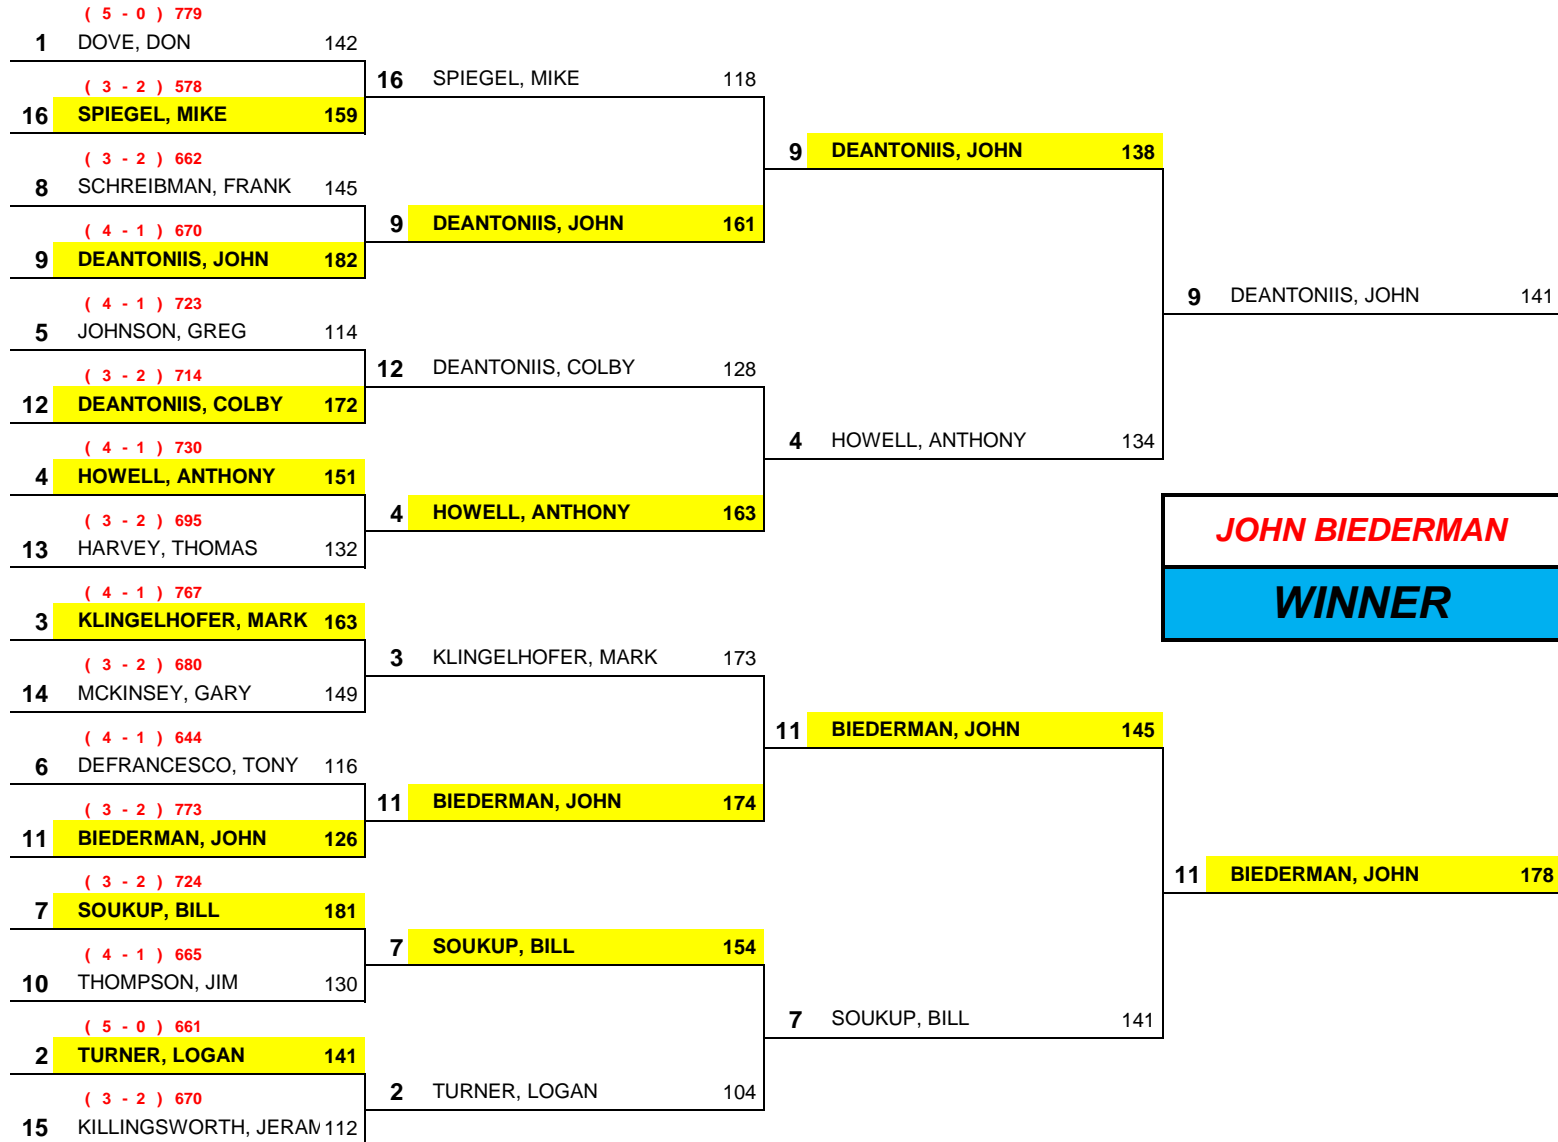 ( 5 - 0 ) 779
1 DOVE, DON 142
( 3 - 2 ) 578
16 SPIEGEL, MIKE 159
( 3 - 2 ) 662
8 SCHREIBMAN, FRANK 145
( 4 - 1 ) 670
9 DEANTONIIS, JOHN 182
( 4 - 1 ) 723
5 JOHNSON, GREG 114
( 3 - 2 ) 714
12 DEANTONIIS, COLBY 172
( 4 - 1 ) 730
4 HOWELL, ANTHONY 151
( 3 - 2 ) 695
13 HARVEY, THOMAS 132
( 4 - 1 ) 767
3 KLINGELHOFER, MARK 163
( 3 - 2 ) 680
14 MCKINSEY, GARY 149
( 4 - 1 ) 644
6 DEFRANCESCO, TONY 116
( 3 - 2 ) 773
11 BIEDERMAN, JOHN 126
( 3 - 2 ) 724
7 SOUKUP, BILL 181
( 4 - 1 ) 665
10 THOMPSON, JIM 130
( 5 - 0 ) 661
2 TURNER, LOGAN 141
( 3 - 2 ) 670
15 KILLINGSWORTH, JERAM 112
16 SPIEGEL, MIKE 118
9 DEANTONIIS, JOHN 161
12 DEANTONIIS, COLBY 128
4 HOWELL, ANTHONY 163
3 KLINGELHOFER, MARK 173
11 BIEDERMAN, JOHN 174
7 SOUKUP, BILL 154
2 TURNER, LOGAN 104
9 DEANTONIIS, JOHN 138
4 HOWELL, ANTHONY 134
11 BIEDERMAN, JOHN 145
7 SOUKUP, BILL 141
9 DEANTONIIS, JOHN 141
JOHN BIEDERMAN
WINNER
11 BIEDERMAN, JOHN 178